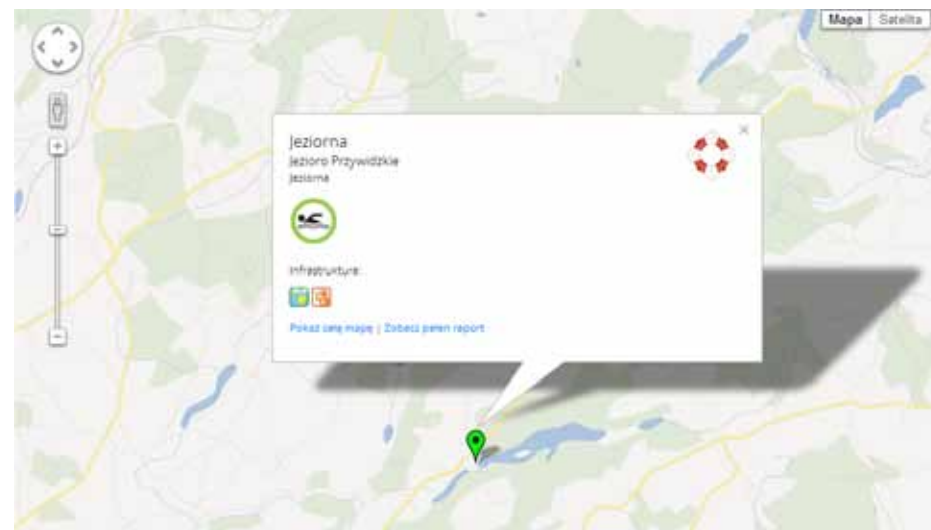 Mapa Satelita
Jeziorna
Jezioro Przywidzkie
Jeziorna
Infrastruktura:
Pokaż całą mapę | Zobacz pełen raport